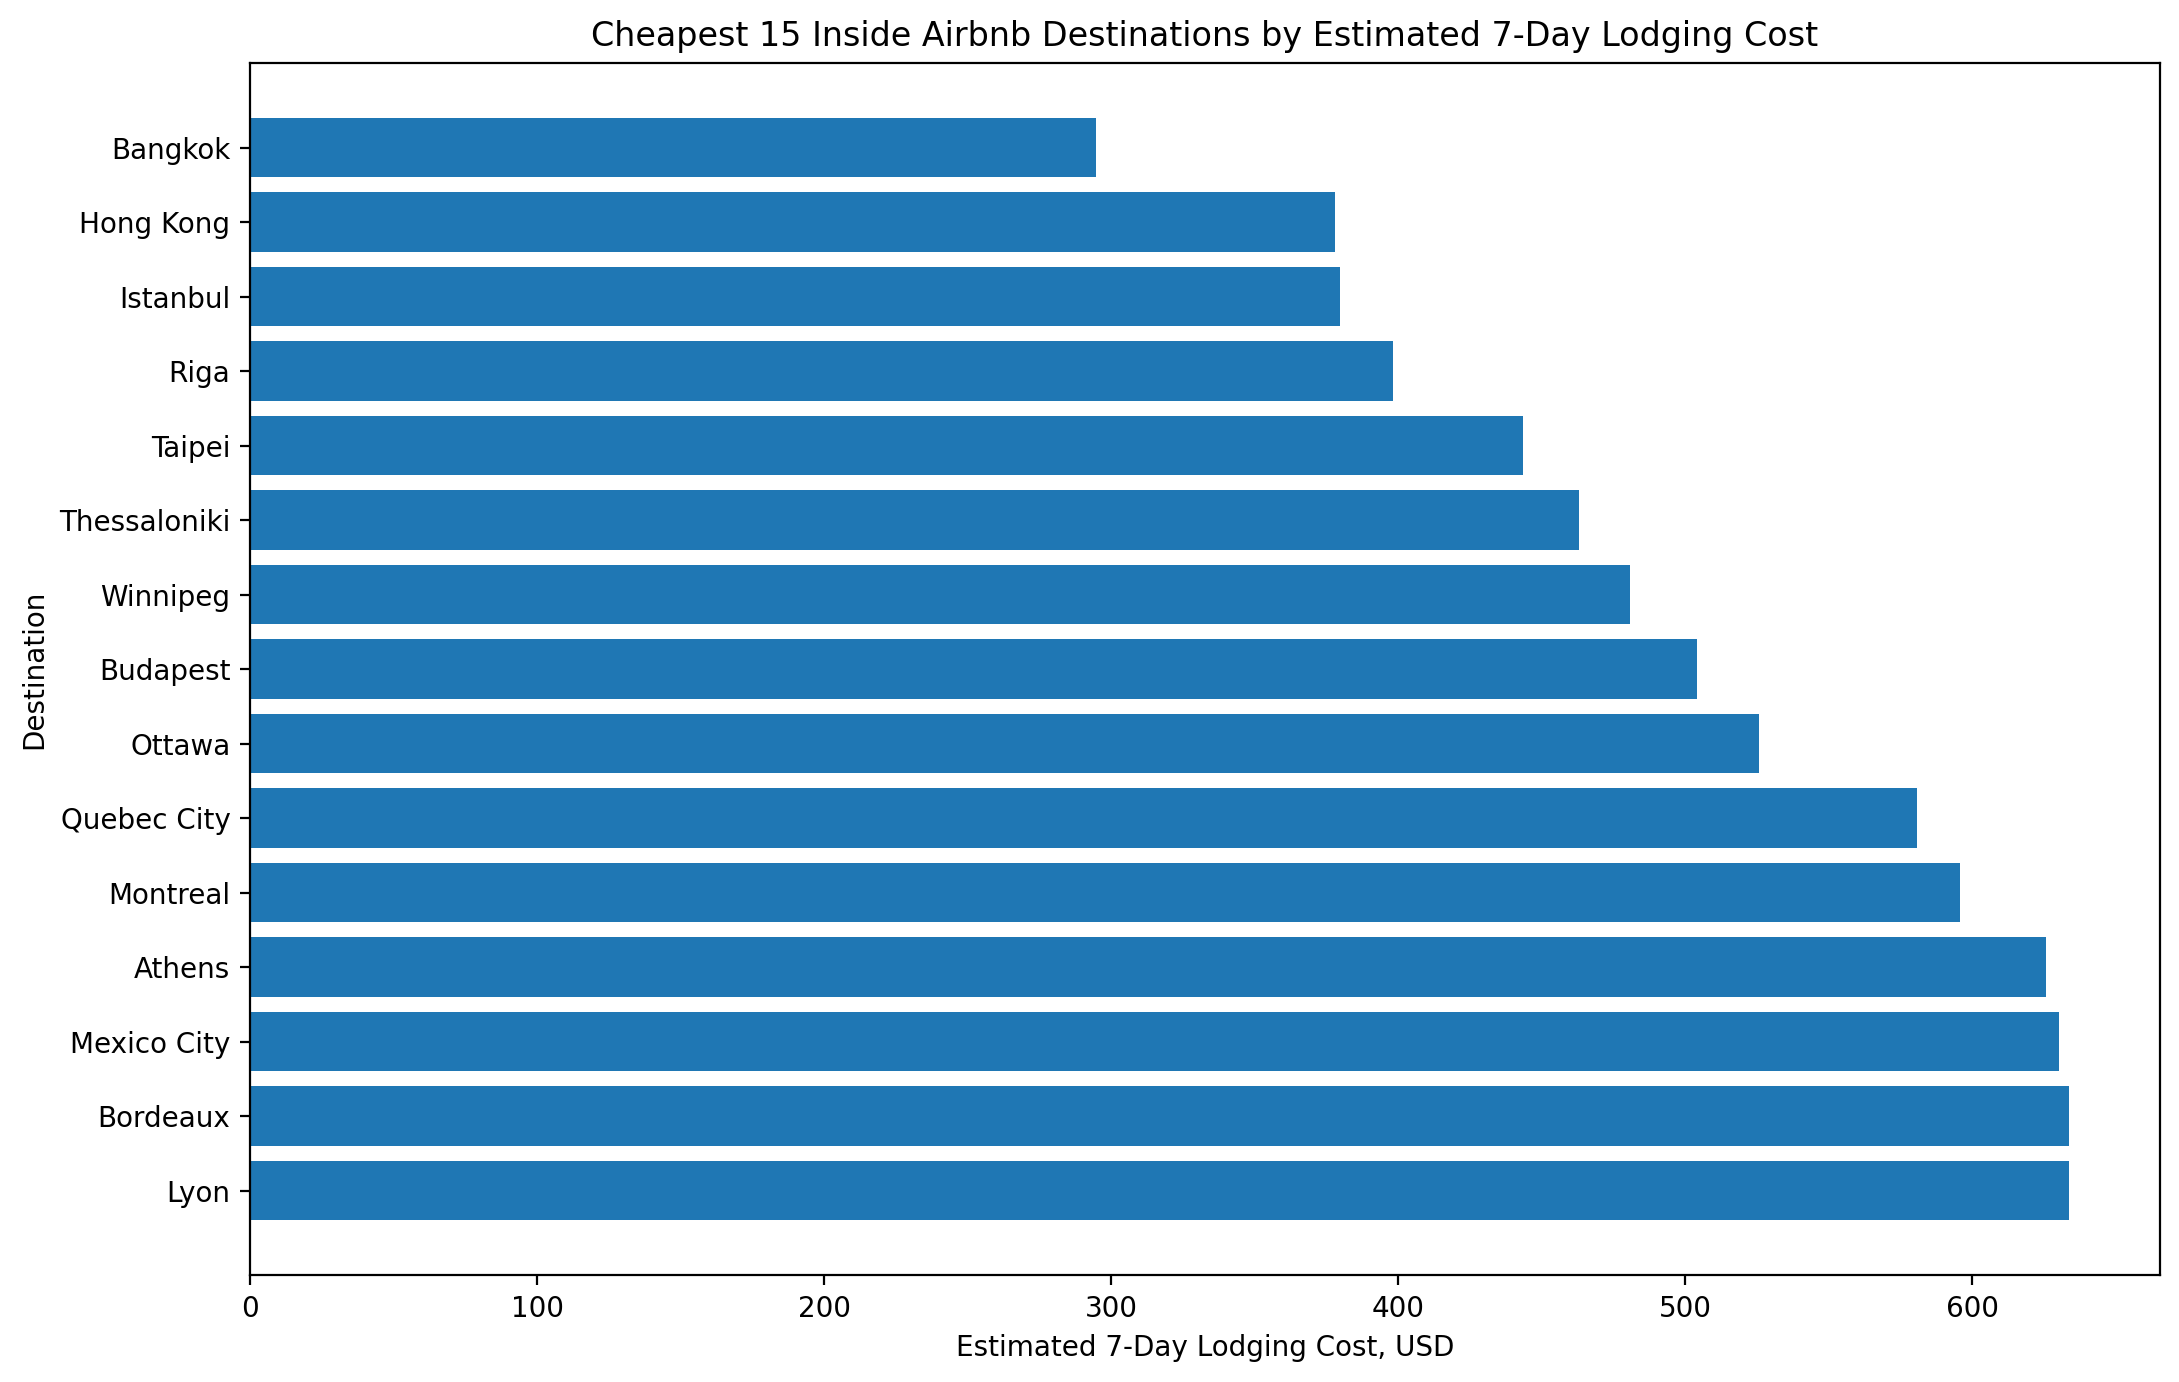 Cheapest 15 Inside Airbnb Destinations by Estimated 7-Day Lodging Cost
Destination
Bangkok
Hong Kong
Istanbul
Riga
Taipei
Thessaloniki
Winnipeg
Budapest
Ottawa
Quebec City
Montreal
Athens
Mexico City
Bordeaux
Lyon
0 100 200 300 400 500 600
Estimated 7-Day Lodging Cost, USD